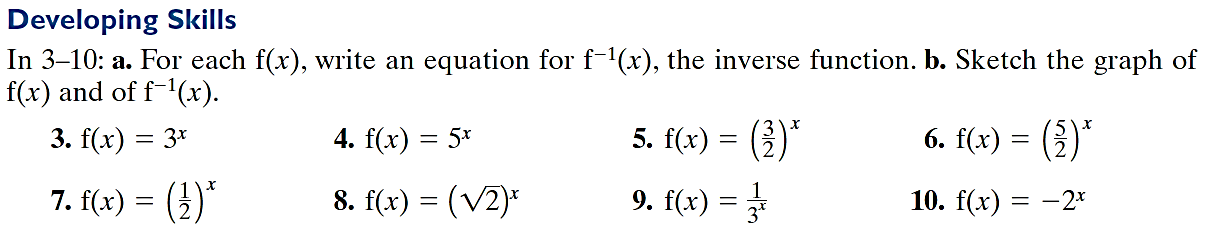 Developing Skills
In 3–10: a. For each f(x), write an equation for f⁻¹(x), the inverse function. b. Sketch the graph of
f(x) and of f⁻¹(x).
3. f(x) = 3ˣ 4. f(x) = 5ˣ 5. f(x) = (3/2)ˣ 6. f(x) = (5/2)ˣ
7. f(x) = (1/2)ˣ 8. f(x) = (√2)ˣ 9. f(x) = 1/3ˣ 10. f(x) = −2ˣ